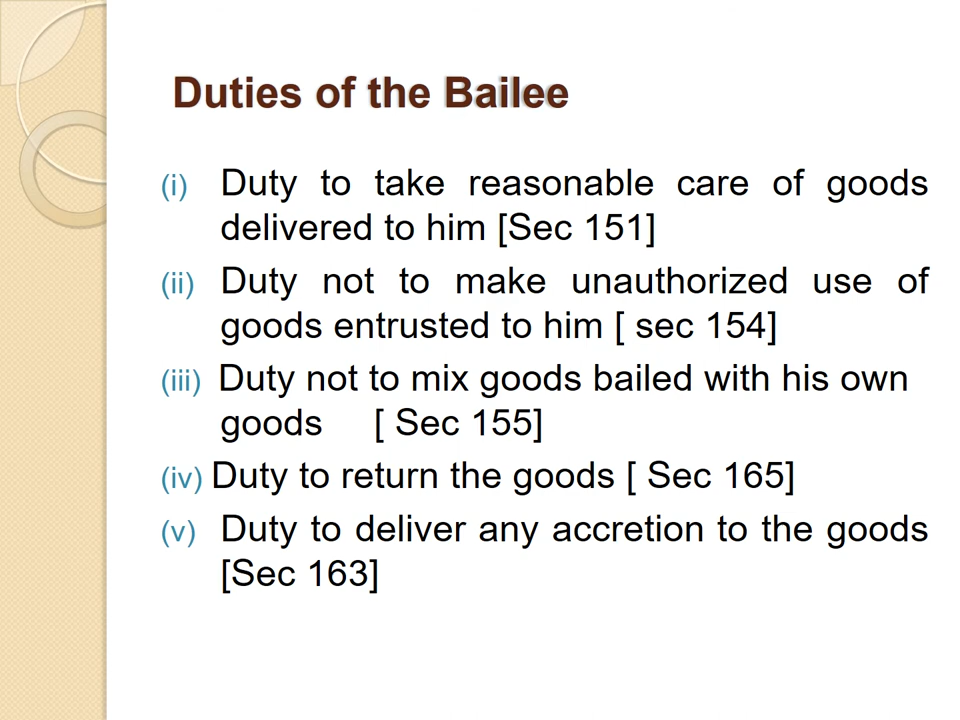 Duties of the Bailee
(i) Duty to take reasonable care of goods
delivered to him [Sec 151]
(ii) Duty not to make unauthorized use of
goods entrusted to him [ sec 154]
(iii) Duty not to mix goods bailed with his own
goods [ Sec 155]
(iv) Duty to return the goods [ Sec 165]
(v) Duty to deliver any accretion to the goods
[Sec 163]